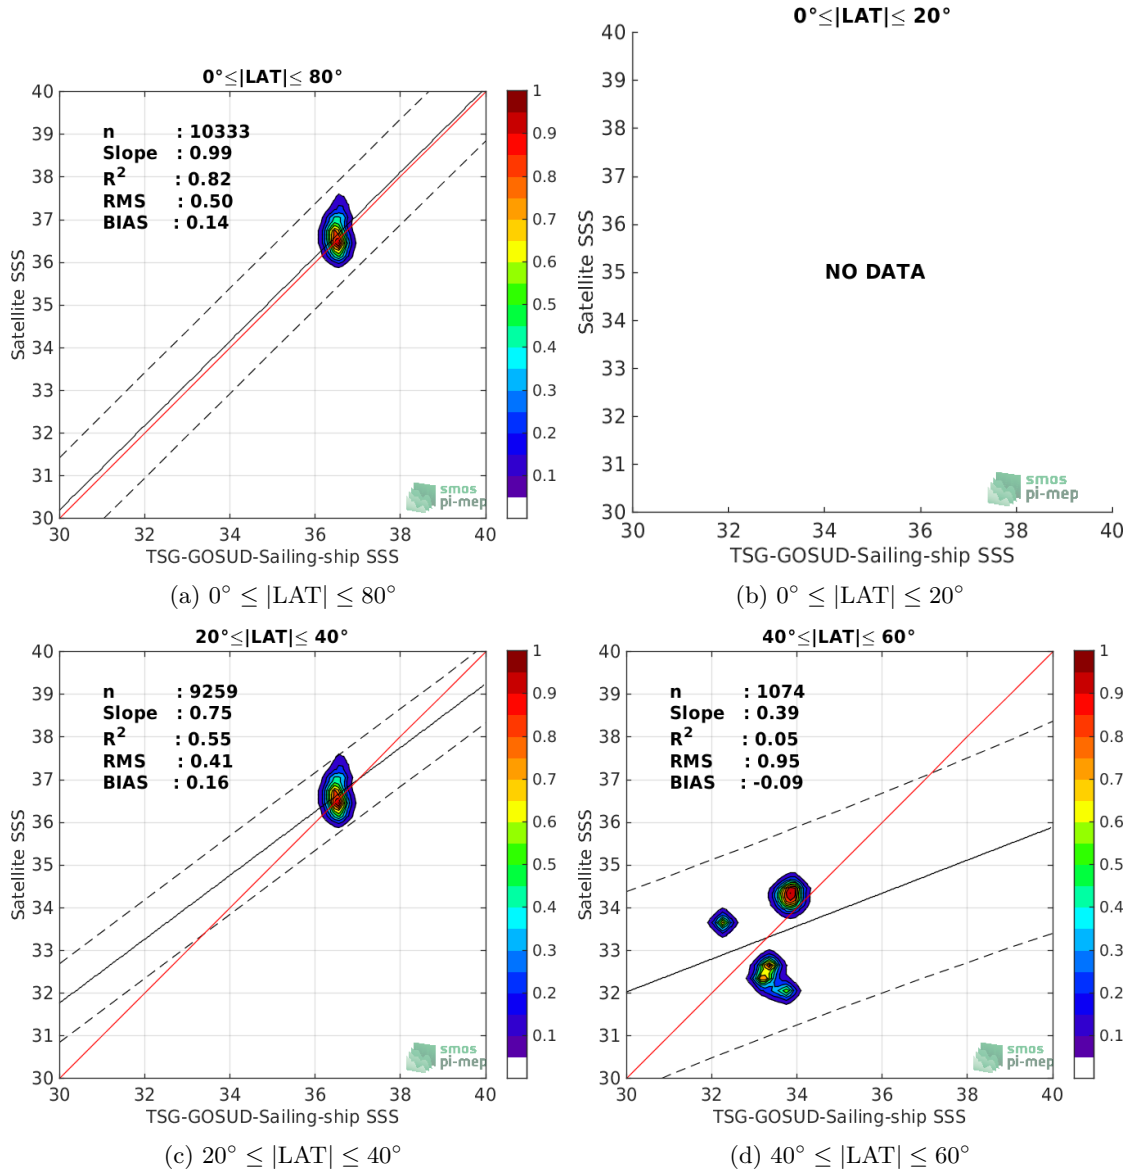 0°≤|LAT|≤ 80°
n : 10333
Slope : 0.99
R² : 0.82
RMS : 0.50
BIAS : 0.14
40
39
38
37
36
35
34
33
32
31
30
30 32 34 36 38 40
Satellite SSS
TSG-GOSUD-Sailing-ship SSS
1
0.9
0.8
0.7
0.6
0.5
0.4
0.3
0.2
0.1
smos
pi-mep
(a) 0° ≤ |LAT| ≤ 80°
0°≤|LAT|≤ 20°
40
39
38
37
36
35
34
33
32
31
30
30 32 34 36 38 40
Satellite SSS
NO DATA
TSG-GOSUD-Sailing-ship SSS
smos
pi-mep
(b) 0° ≤ |LAT| ≤ 20°
20°≤|LAT|≤ 40°
n : 9259
Slope : 0.75
R² : 0.55
RMS : 0.41
BIAS : 0.16
40
39
38
37
36
35
34
33
32
31
30
30 32 34 36 38 40
Satellite SSS
TSG-GOSUD-Sailing-ship SSS
1
0.9
0.8
0.7
0.6
0.5
0.4
0.3
0.2
0.1
smos
pi-mep
(c) 20° ≤ |LAT| ≤ 40°
40°≤|LAT|≤ 60°
n : 1074
Slope : 0.39
R² : 0.05
RMS : 0.95
BIAS : -0.09
40
39
38
37
36
35
34
33
32
31
30
30 32 34 36 38 40
Satellite SSS
TSG-GOSUD-Sailing-ship SSS
1
0.9
0.8
0.7
0.6
0.5
0.4
0.3
0.2
0.1
smos
pi-mep
(d) 40° ≤ |LAT| ≤ 60°